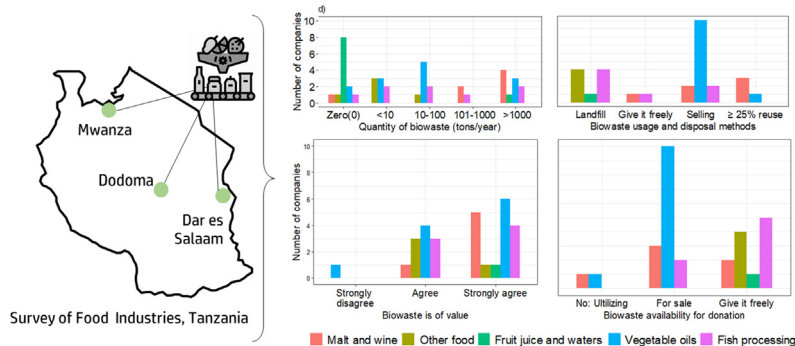 Mwanza
Dodoma
Dar es
Salaam
Survey of Food Industries, Tanzania
d)
Number of companies
10
8
6
4
2
0
Zero(0) <10 10-100 101-1000 >1000
Quantity of biowaste (tons/year)
Landfill Give it freely Selling ≥ 25% reuse
Biowaste usage and disposal methods
Number of companies
10
8
6
4
2
0
Strongly
disagree
Agree
Strongly agree
Biowaste is of value
No: Ultilizing For sale Give it freely
Biowaste availability for donation
Malt and wine Other food Fruit juice and waters Vegetable oils Fish processing